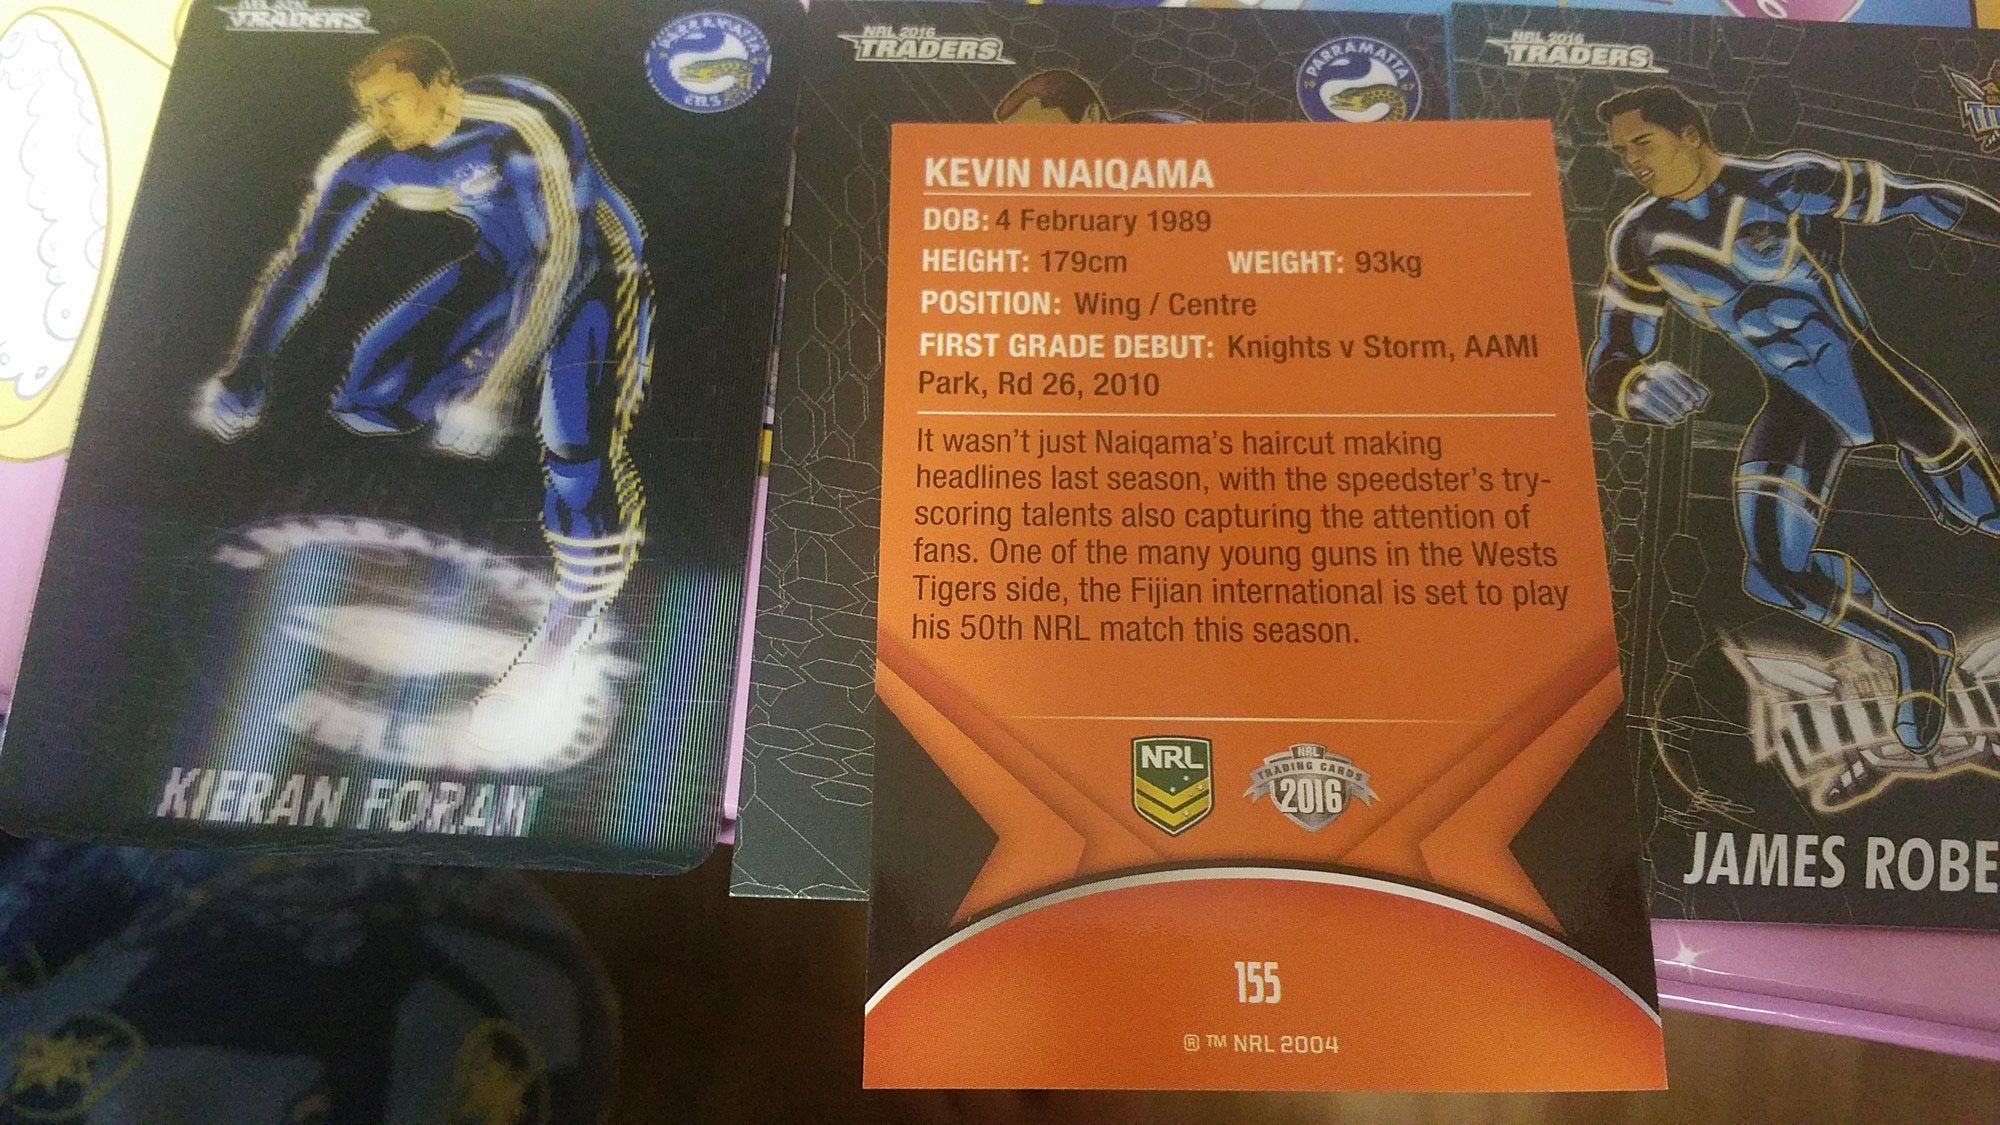 TRADERS
PARRAMATTA
EELS
KIERAN FORAN
NRL 2016
TRADERS
PARRAMATTA
47
KEVIN NAIQAMA
DOB: 4 February 1989
HEIGHT: 179cm WEIGHT: 93kg
POSITION: Wing / Centre
FIRST GRADE DEBUT: Knights v Storm, AAMI
Park, Rd 26, 2010
It wasn't just Naiqama's haircut making
headlines last season, with the speedster's try-
scoring talents also capturing the attention of
fans. One of the many young guns in the Wests
Tigers side, the Fijian international is set to play
his 50th NRL match this season.
NRL
NRL
TRADING CARDS
2016
155
® ™ NRL 2004
NRL 2016
TRADERS
JAMES ROBE